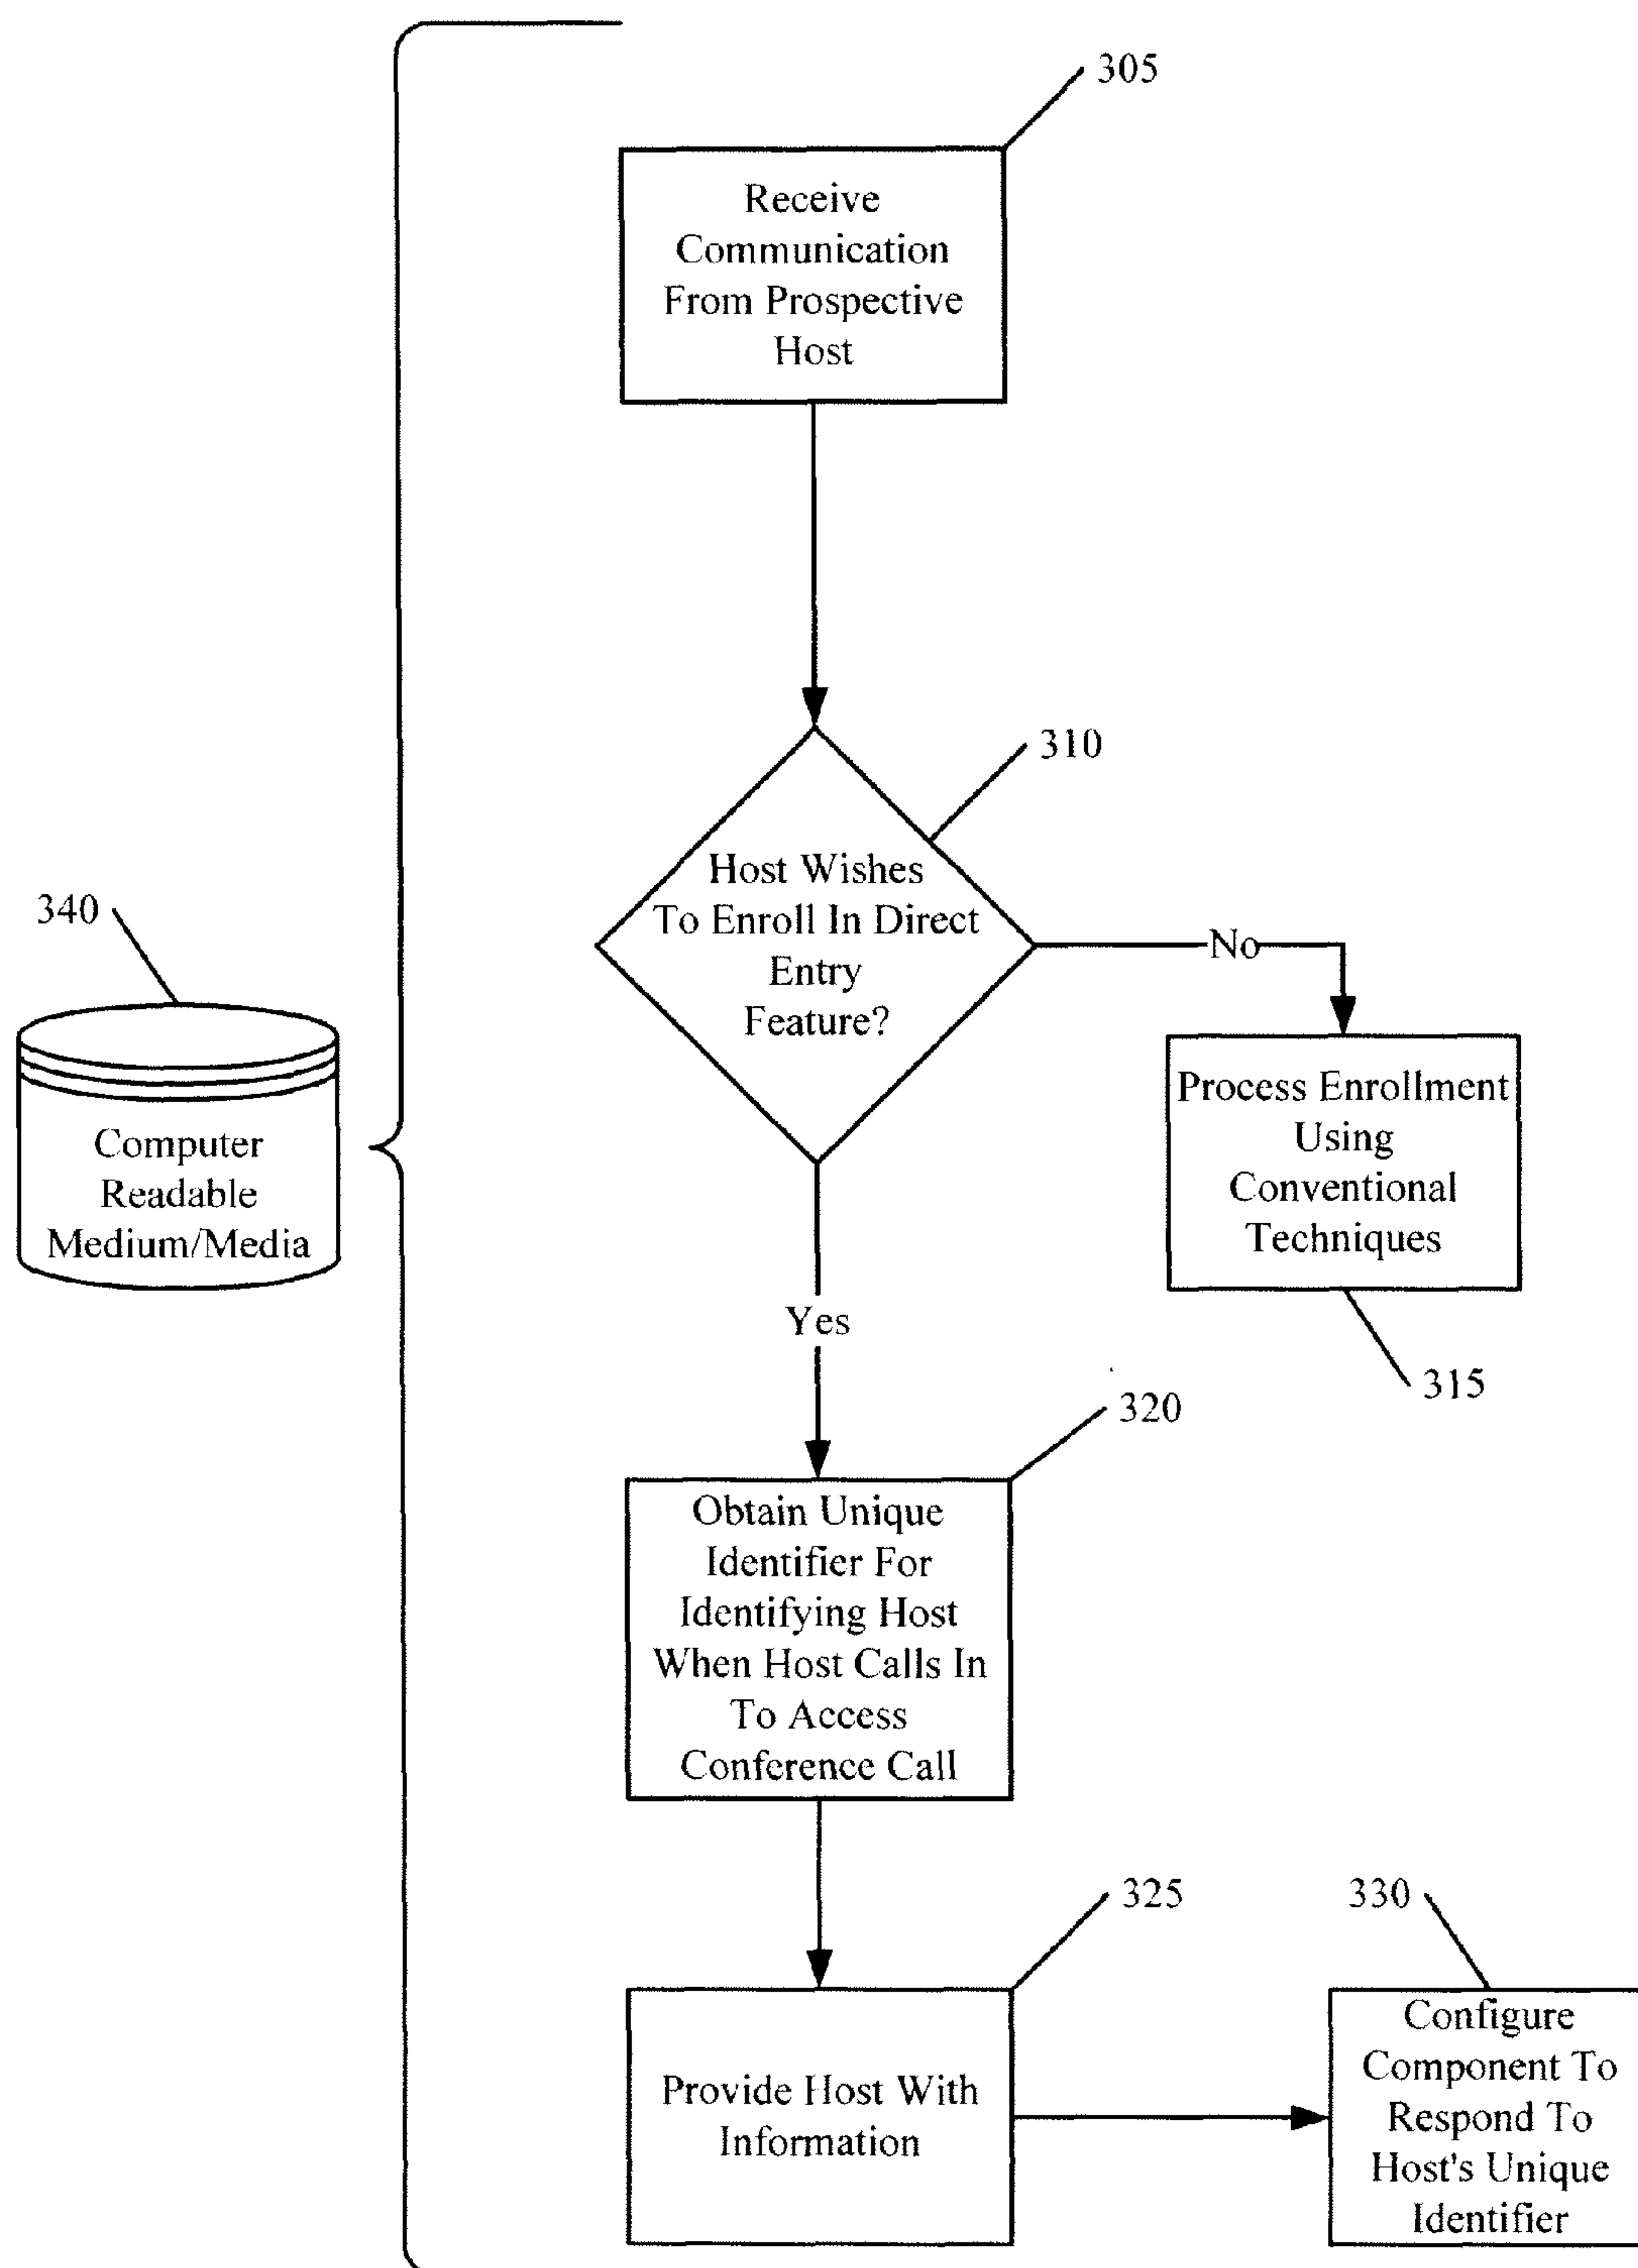 305
Receive
Communication
From Prospective
Host
310
Host Wishes
To Enroll In Direct
Entry
Feature?
No
340
Computer
Readable
Medium/Media
Process Enrollment
Using
Conventional
Techniques
315
Yes
320
Obtain Unique
Identifier For
Identifying Host
When Host Calls In
To Access
Conference Call
325
Provide Host With
Information
330
Configure
Component To
Respond To
Host's Unique
Identifier